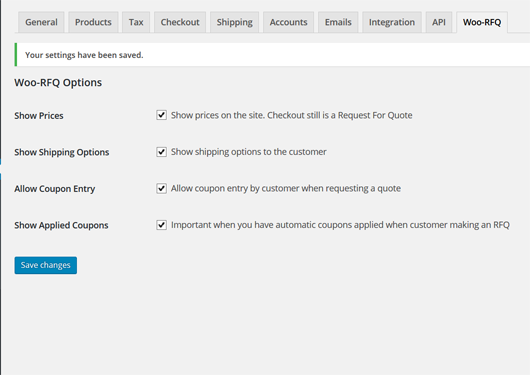 General Products Tax Checkout Shipping Accounts Emails Integration API Woo-RFQ
Your settings have been saved.
Woo-RFQ Options
Show Prices Show prices on the site. Checkout still is a Request For Quote
Show Shipping Options Show shipping options to the customer
Allow Coupon Entry Allow coupon entry by customer when requesting a quote
Show Applied Coupons Important when you have automatic coupons applied when customer making an RFQ
Save changes